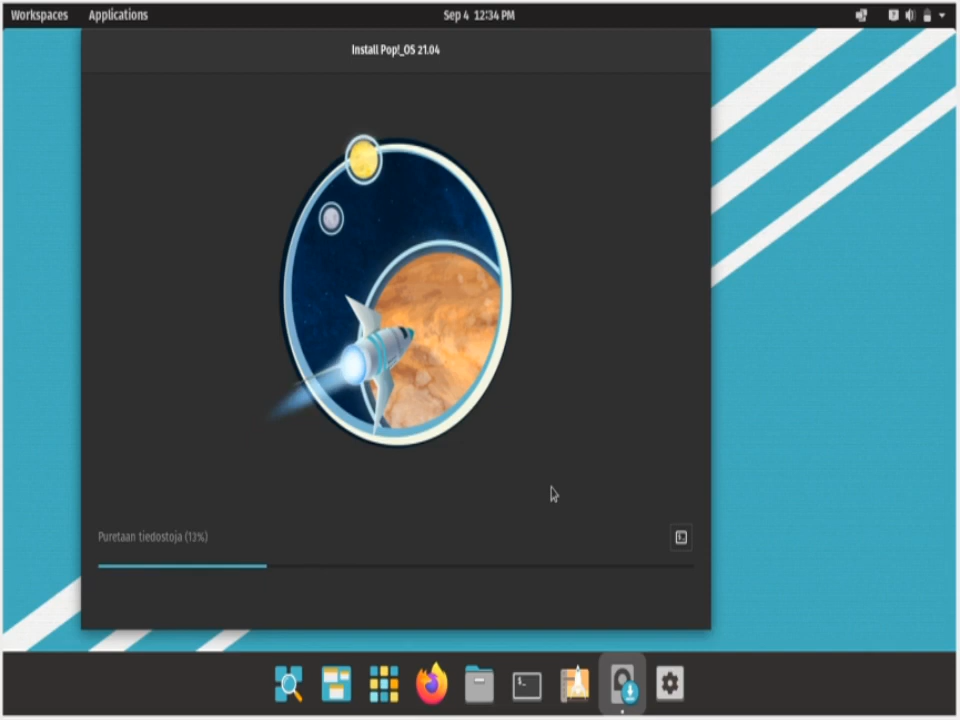 Workspaces Applications Sep 4 12:34 PM
Install Pop!_OS 21.04
Puretaan tiedostoja (13%)